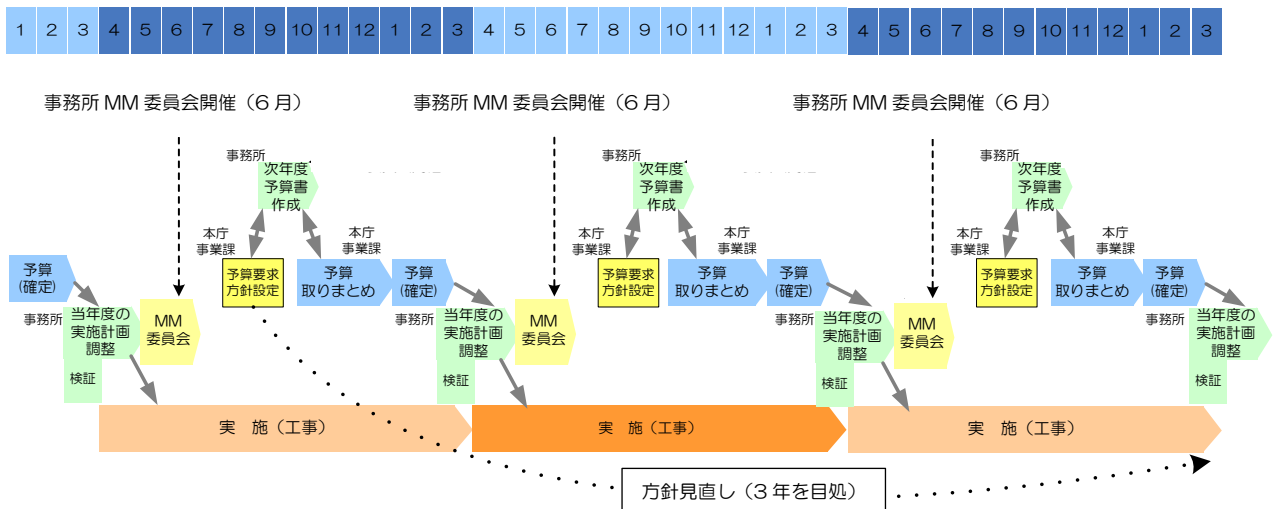 1 2 3 4 5 6 7 8 9 10 11 12 1 2 3 4 5 6 7 8 9 10 11 12 1 2 3 4 5 6 7 8 9 10 11 12 1 2 3
事務所 MM 委員会開催（6 月）
事務所 MM 委員会開催（6 月）
事務所 MM 委員会開催（6 月）
事務所
次年度
予算書
作成
事務所
次年度
予算書
作成
事務所
次年度
予算書
作成
本庁
事業課
本庁
事業課
本庁
事業課
本庁
事業課
本庁
事業課
本庁
事業課
予算
(確定)
予算要求
方針設定
予算
取りまとめ
予算
(確定)
予算要求
方針設定
予算
取りまとめ
予算
(確定)
予算要求
方針設定
予算
取りまとめ
予算
(確定)
事務所
当年度の
実施計画
調整
MM
委員会
事務所
当年度の
実施計画
調整
MM
委員会
事務所
当年度の
実施計画
調整
MM
委員会
事務所
当年度の
実施計画
調整
検証
検証
検証
検証
実　施（工事）
実　施（工事）
実　施（工事）
方針見直し（3 年を目処）